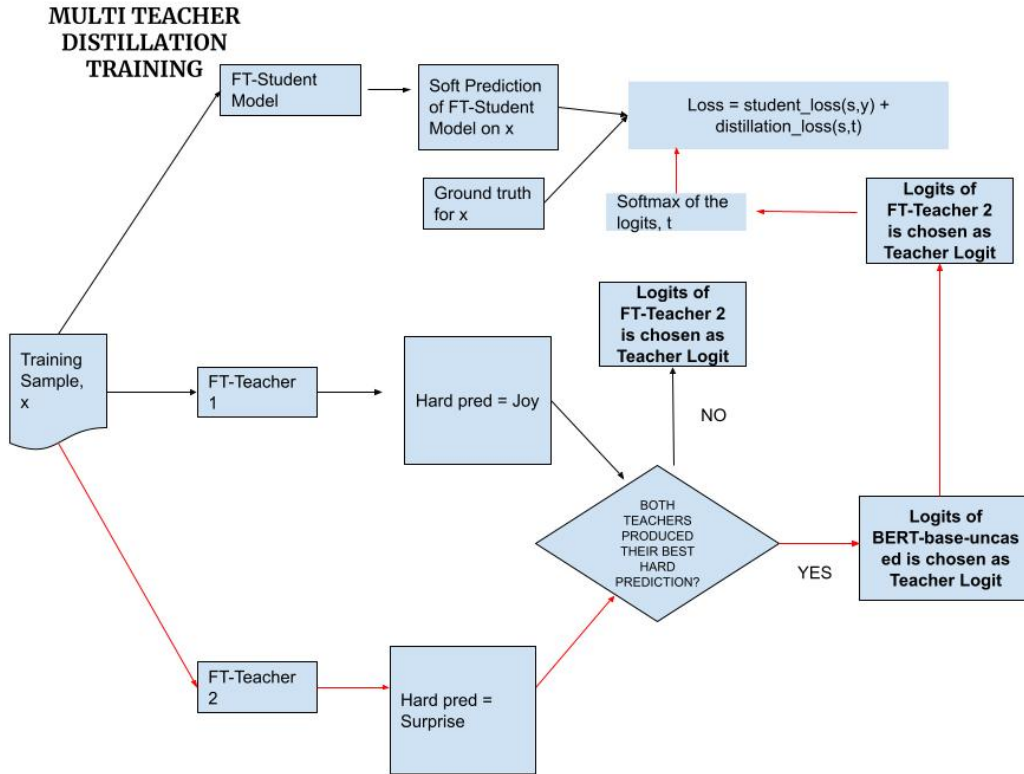 MULTI TEACHER
DISTILLATION
TRAINING
FT-Student
Model
Soft Prediction
of FT-Student
Model on x
Loss = student_loss(s,y) +
distillation_loss(s,t)
Ground truth
for x
Softmax of the
logits, t
Logits of
FT-Teacher 2
is chosen as
Teacher Logit
Logits of
FT-Teacher 2
is chosen as
Teacher Logit
Training
Sample,
x
FT-Teacher
1
Hard pred = Joy
NO
BOTH
TEACHERS
PRODUCED
THEIR BEST
HARD
PREDICTION?
YES
Logits of
BERT-base-uncas
ed is chosen as
Teacher Logit
FT-Teacher
2
Hard pred =
Surprise